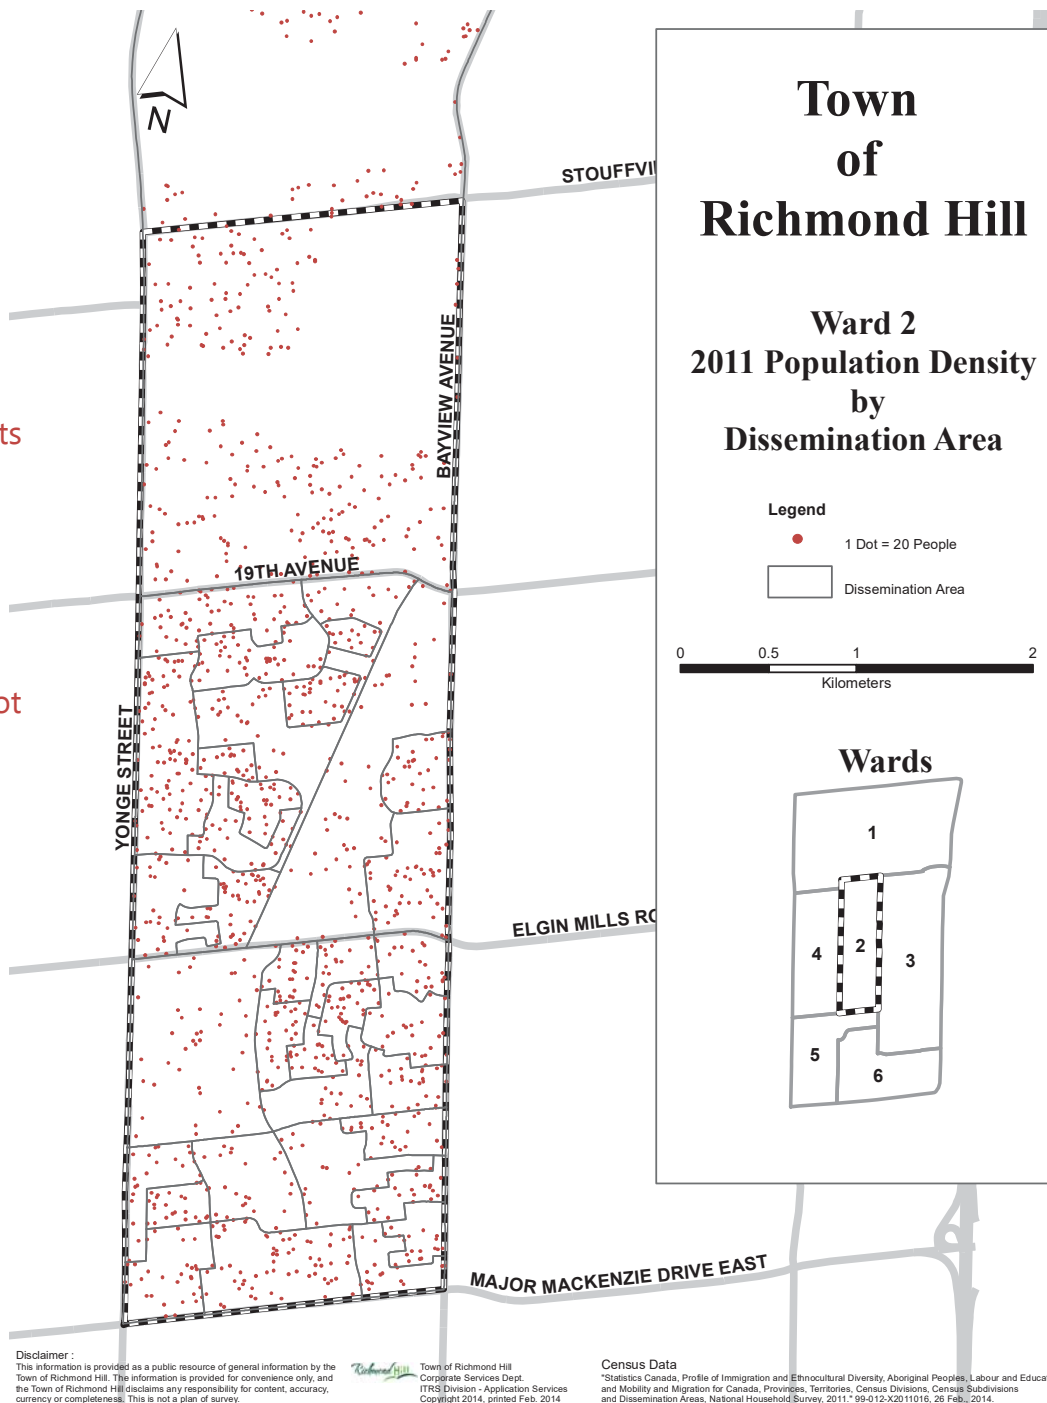 N
STOUFFVI
BAYVIEW AVENUE
19TH AVENUE
YONGE STREET
ELGIN MILLS RO
MAJOR MACKENZIE DRIVE EAST
ts
ot
Town
of
Richmond Hill
Ward 2
2011 Population Density
by
Dissemination Area
Legend
1 Dot = 20 People
Dissemination Area
0 0.5 1 2
Kilometers
Wards
1
2
3
4
5
6
Disclaimer :
This information is provided as a public resource of general information by the
Town of Richmond Hill. The information is provided for convenience only, and
the Town of Richmond Hill disclaims any responsibility for content, accuracy,
currency or completeness. This is not a plan of survey.
Richmond Hill
Town of Richmond Hill
Corporate Services Dept.
ITRS Division - Application Services
Copyright 2014, printed Feb. 2014
Census Data
"Statistics Canada, Profile of Immigration and Ethnocultural Diversity, Aboriginal Peoples, Labour and Educat
and Mobility and Migration for Canada, Provinces, Territories, Census Divisions, Census Subdivisions
and Dissemination Areas, National Household Survey, 2011." 99-012-X2011016, 26 Feb., 2014.